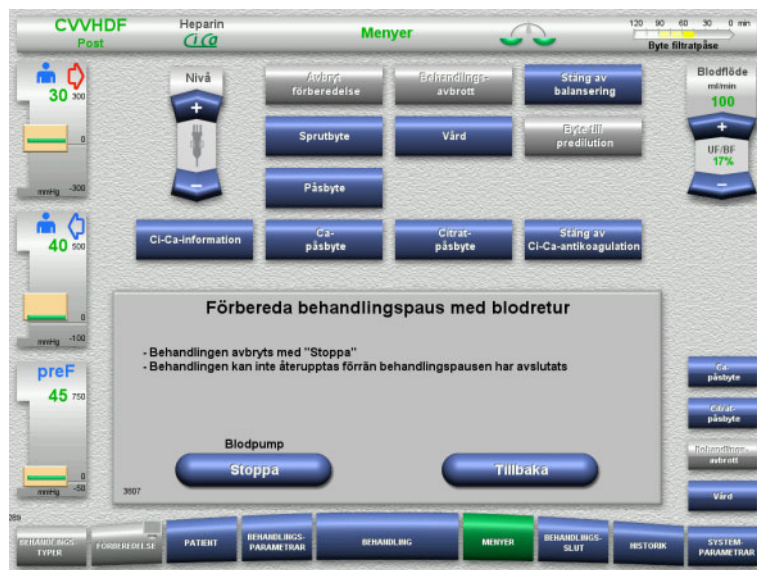 CVVHDF
Post
Heparin
Ci Ca
Menyer
120 90 60 30 0 min
Byte filtratpåse
30 300
0
mmHg -300
40 500
0
mmHg -100
preF
45 750
0
mmHg -50
Nivå
+
−
Avbryt
förberedelse
Behandlings-
avbrott
Stäng av
balansering
Sprutbyte
Vård
Byte till
predilution
Påsbyte
Ci-Ca-information
Ca-
påsbyte
Citrat-
påsbyte
Stäng av
Ci-Ca-antikoagulation
Blodflöde
ml/min
100
+
UF/BF
17%
−
Förbereda behandlingspaus med blodretur
- Behandlingen avbryts med "Stoppa"
- Behandlingen kan inte återupptas förrän behandlingspausen har avslutats
Blodpump
Stoppa
Tillbaka
3607
Ca-
påsbyte
Citrat-
påsbyte
Behandlings-
avbrott
Vård
BEHANDLINGS-
TYPER
FÖRBEREDELSE
PATIENT
BEHANDLINGS-
PARAMETRAR
BEHANDLING
MENYER
BEHANDLINGS-
SLUT
HISTORIK
SYSTEM-
PARAMETRAR